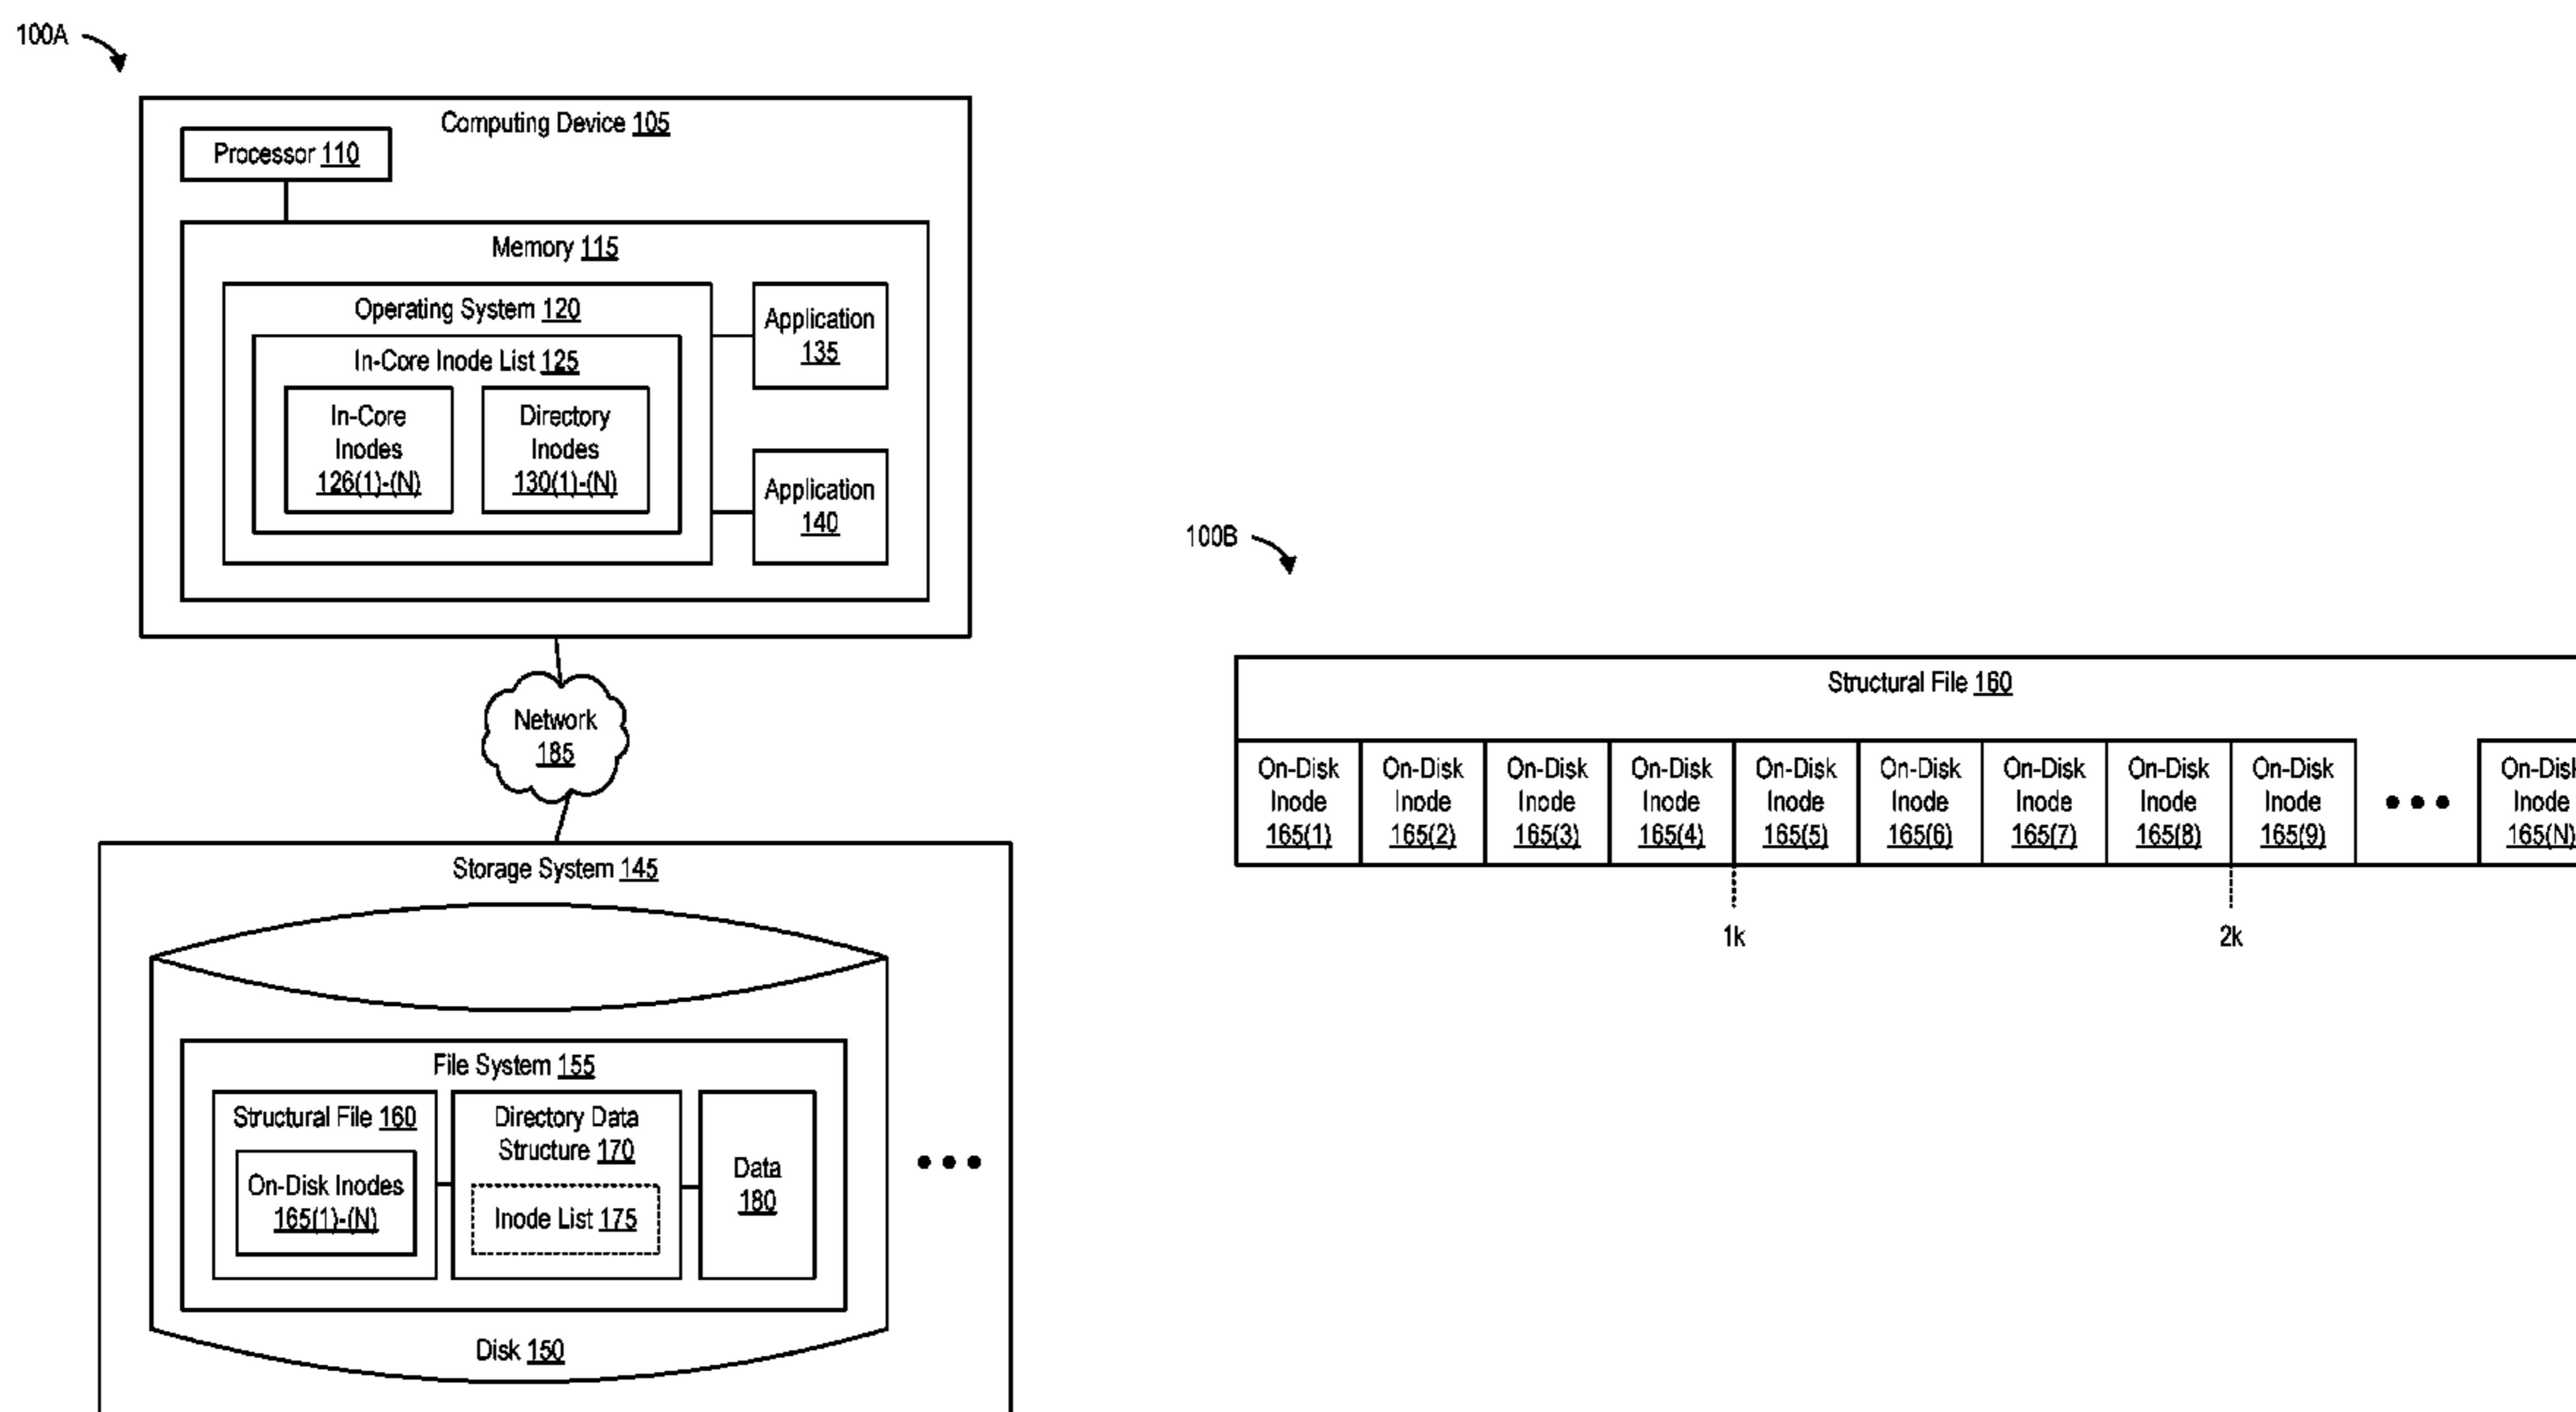 100A
Computing Device 105
Processor 110
Memory 115
Operating System 120
In-Core Inode List 125
In-Core
Inodes
126(1)-(N)
Directory
Inodes
130(1)-(N)
Application
135
Application
140
Network
185
Storage System 145
File System 155
Structural File 160
On-Disk Inodes
165(1)-(N)
Directory Data
Structure 170
Inode List 175
Data
180
Disk 150
100B
Structural File 160
On-Disk
Inode
165(1)
On-Disk
Inode
165(2)
On-Disk
Inode
165(3)
On-Disk
Inode
165(4)
On-Disk
Inode
165(5)
On-Disk
Inode
165(6)
On-Disk
Inode
165(7)
On-Disk
Inode
165(8)
On-Disk
Inode
165(9)
On-Disk
Inode
165(N)
1k
2k